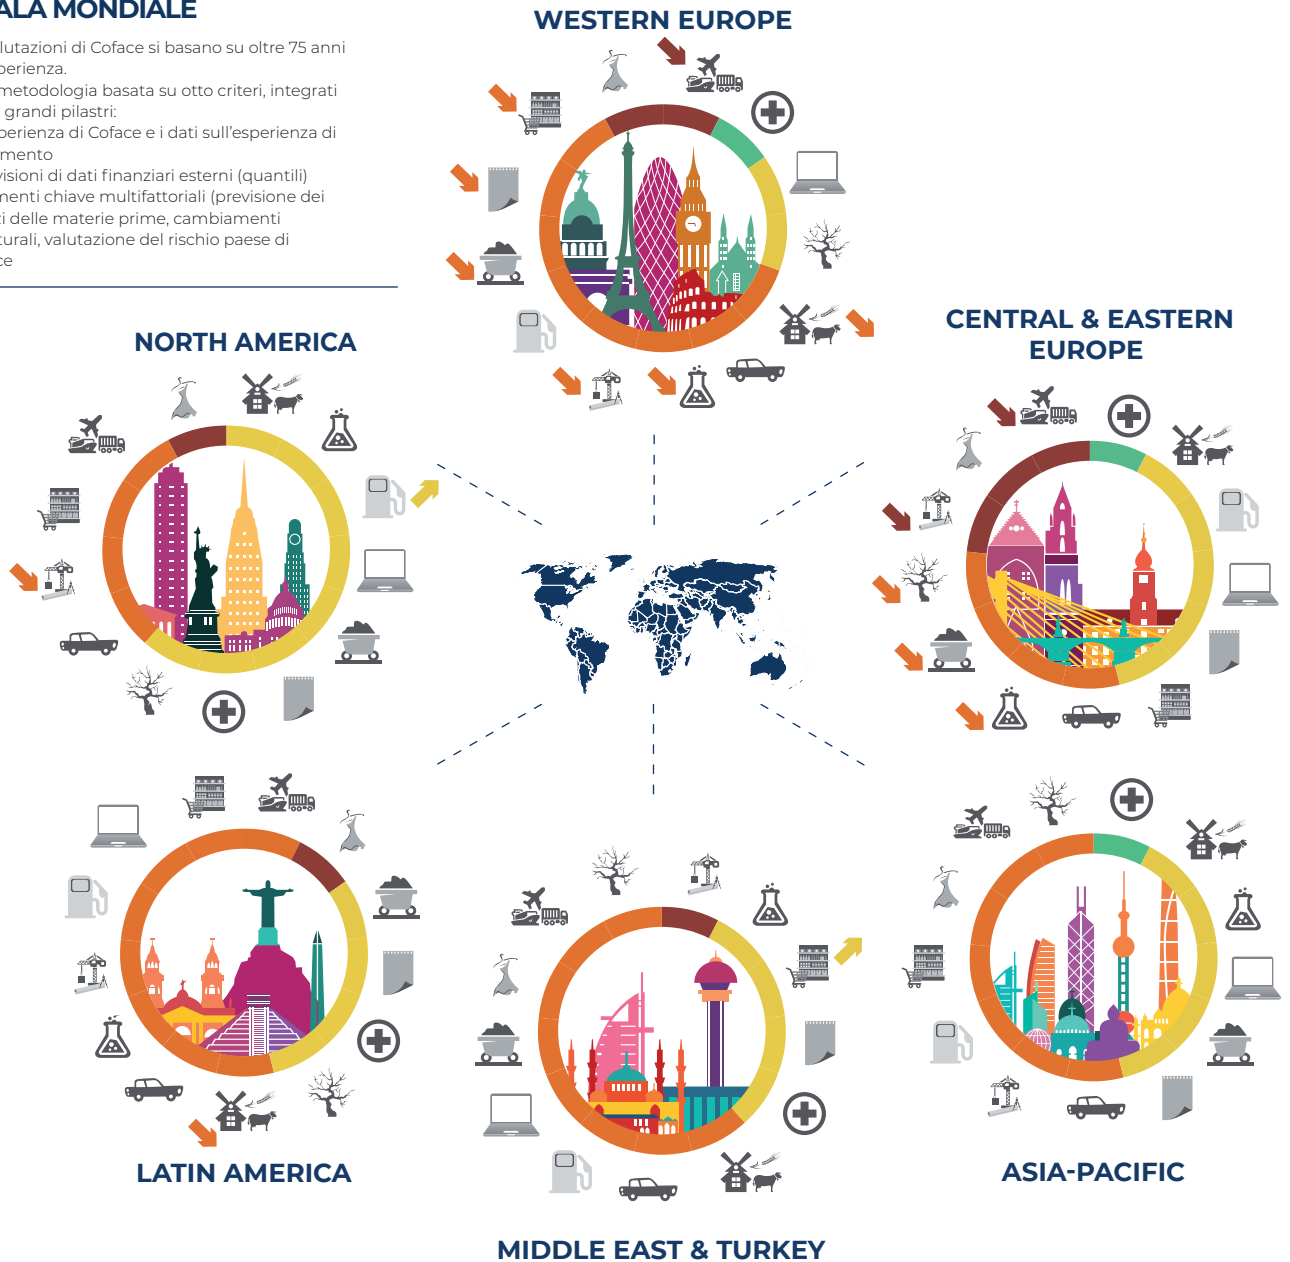 ALA MONDIALE
lutazioni di Coface si basano su oltre 75 anni
perienza.
metodologia basata su otto criteri, integrati
grandi pilastri:
perienza di Coface e i dati sull'esperienza di
mento
visioni di dati finanziari esterni (quantili)
menti chiave multifattoriali (previsione dei
zi delle materie prime, cambiamenti
turali, valutazione del rischio paese di
ce
WESTERN EUROPE
NORTH AMERICA
CENTRAL & EASTERN
EUROPE
LATIN AMERICA
ASIA-PACIFIC
MIDDLE EAST & TURKEY